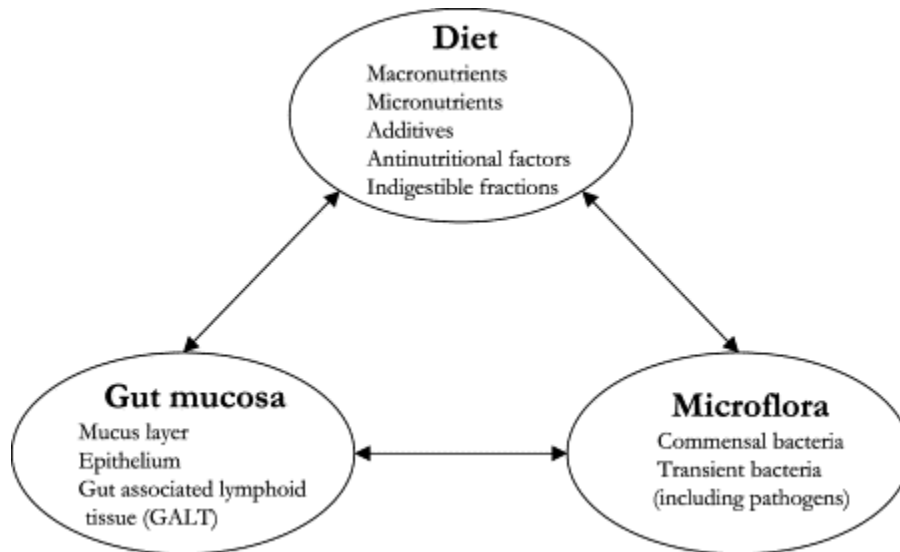 Diet
Macronutrients
Micronutrients
Additives
Antinutritional factors
Indigestible fractions
Gut mucosa
Mucus layer
Epithelium
Gut associated lymphoid
tissue (GALT)
Microflora
Commensal bacteria
Transient bacteria
(including pathogens)